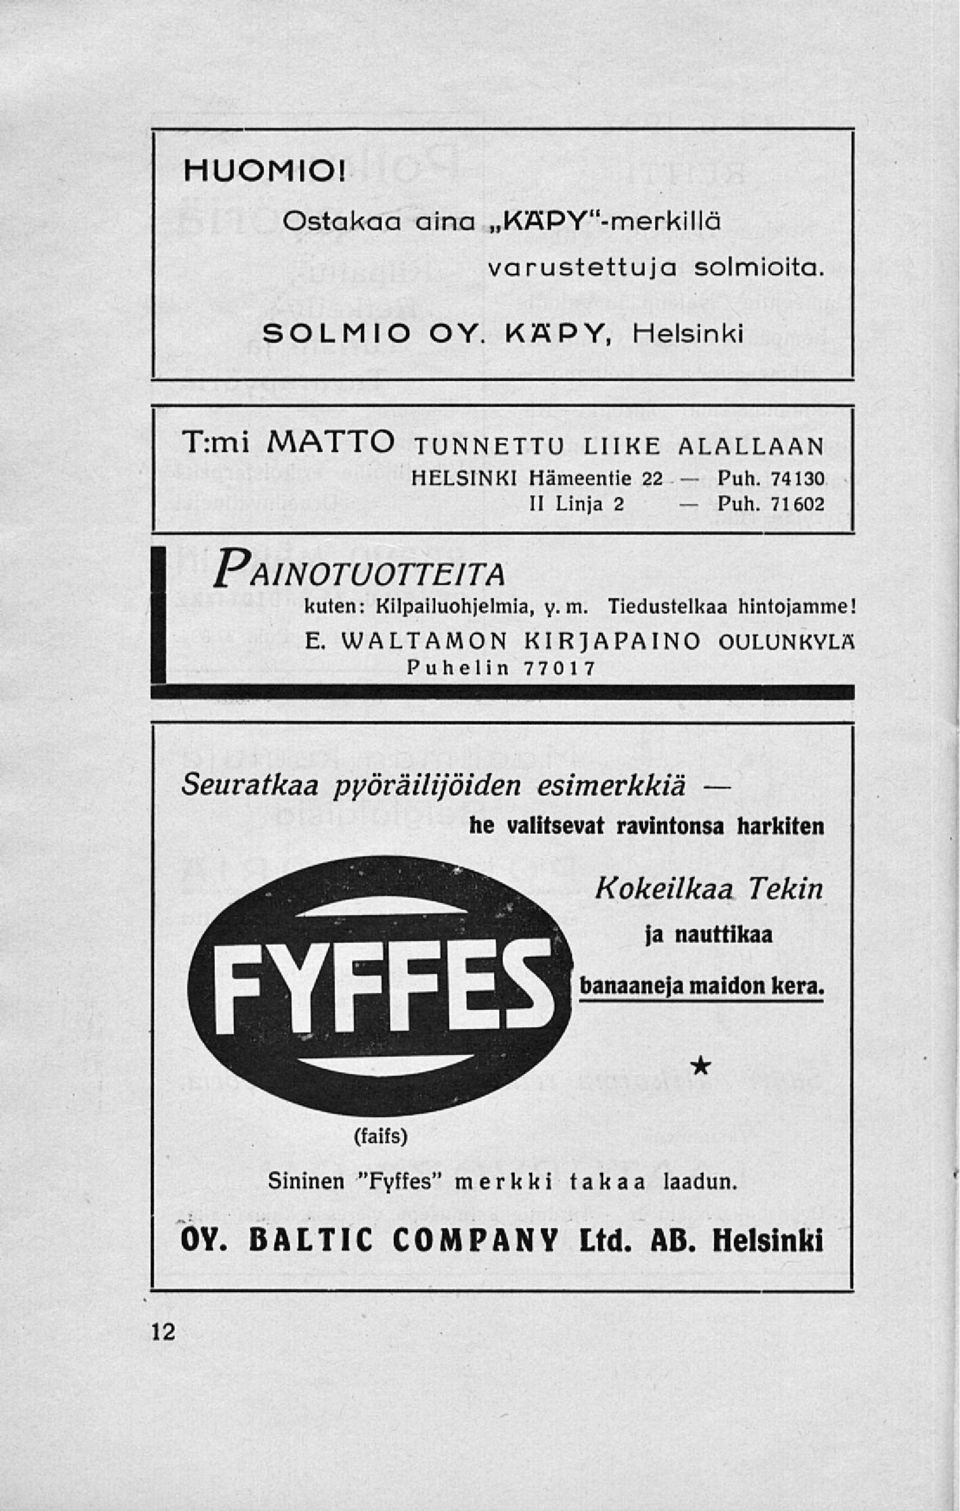 HUOMIO!
Ostakaa aina „KÄPY“-merkillä
varustettuja solmioita.
SOLMIO OY. KÄPY, Helsinki
T:mi MATTO TUNNETTU LIIKE ALALLAAN
HELSINKI Hämeentie 22 — Puh. 74130
II Linja 2 — Puh. 71602
PAINOTUOTTEITA
kuten: Kilpailuohjelmia, y. m. Tiedustelkaa hintojamme!
E. WALTAMON KIRJAPAINO OULUNKYLÄ
Puhelin 77017
Seuratkaa pyöräilijöiden esimerkkiä —
he valitsevat ravintonsa harkiten
Kokeilkaa Tekin
ja nauttikaa
banaaneja maidon kera.
FYFFES
★
(faifs)
Sininen "Fyffes" merkki takaa laadun.
OY. BALTIC COMPANY Ltd. AB. Helsinki
12